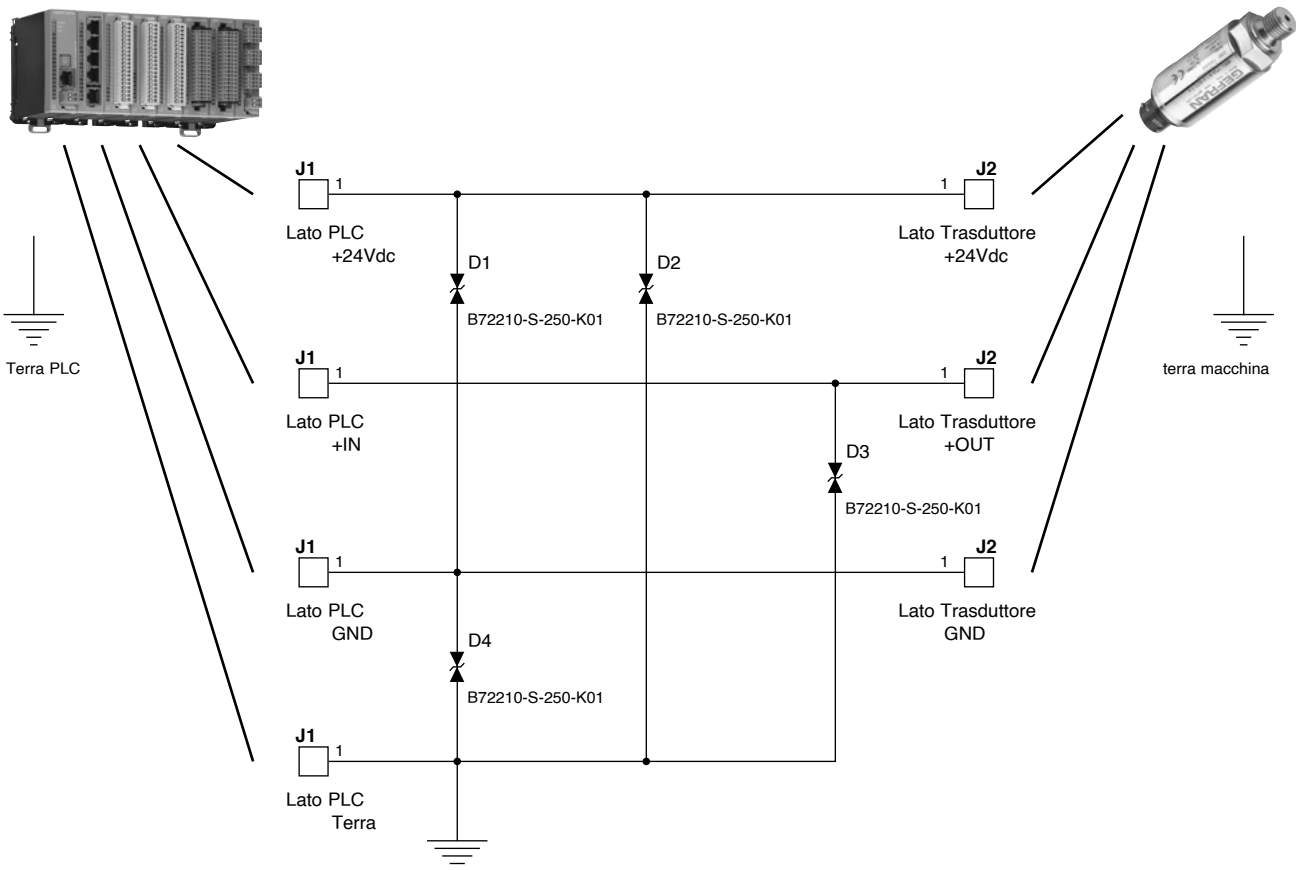 GEFRAN
J1
1
1
J2
Lato PLC
+24Vdc
Lato Trasduttore
+24Vdc
D1
D2
B72210-S-250-K01
B72210-S-250-K01
Terra PLC
terra macchina
J1
1
1
J2
Lato PLC
+IN
Lato Trasduttore
+OUT
D3
B72210-S-250-K01
J1
1
1
J2
Lato PLC
GND
Lato Trasduttore
GND
D4
B72210-S-250-K01
J1
1
Lato PLC
Terra